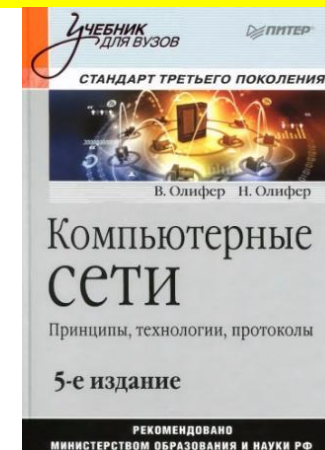 УЧЕБНИК
ДЛЯ ВУЗОВ
ПИТЕР
СТАНДАРТ ТРЕТЬЕГО ПОКОЛЕНИЯ
В. Олифер Н. Олифер
Компьютерные
сети
Принципы, технологии, протоколы
5-е издание
РЕКОМЕНДОВАНО
МИНИСТЕРСТВОМ ОБРАЗОВАНИЯ И НАУКИ РФ